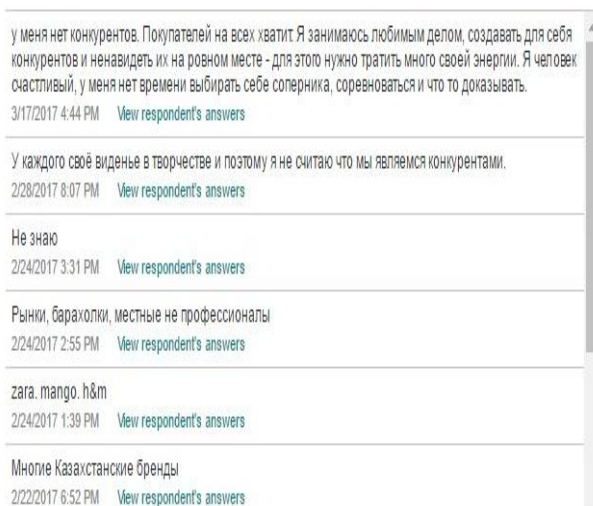 у меня нет конкурентов. Покупателей на всех хватит. Я занимаюсь любимым делом, создавать для себя
конкурентов и ненавидеть их на ровном месте - для этого нужно тратить много своей энергии. Я человек
счастливый, у меня нет времени выбирать себе соперника, соревноваться и что то доказывать.
3/17/2017 4:44 PM View respondent's answers
У каждого своё виденье в творчестве и поэтому я не считаю что мы являемся конкурентами.
2/28/2017 8:07 PM View respondent's answers
Не знаю
2/24/2017 3:31 PM View respondent's answers
Рынки, барахолки, местные не профессионалы
2/24/2017 2:55 PM View respondent's answers
zara. mango. h&m
2/24/2017 1:39 PM View respondent's answers
Многие Казахстанские бренды
2/22/2017 6:52 PM View respondent's answers